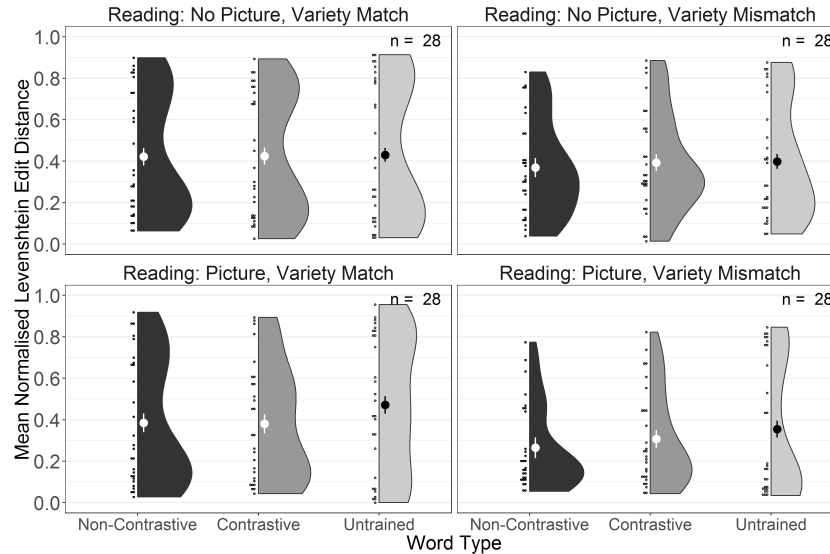 Reading: No Picture, Variety Match
Reading: No Picture, Variety Mismatch
n = 28
n = 28
1.0
0.8
0.6
0.4
0.2
0.0
Mean Normalised Levenshtein Edit Distance
Reading: Picture, Variety Match
Reading: Picture, Variety Mismatch
n = 28
n = 28
1.0
0.8
0.6
0.4
0.2
0.0
Non-Contrastive Contrastive Untrained
Non-Contrastive Contrastive Untrained
Word Type